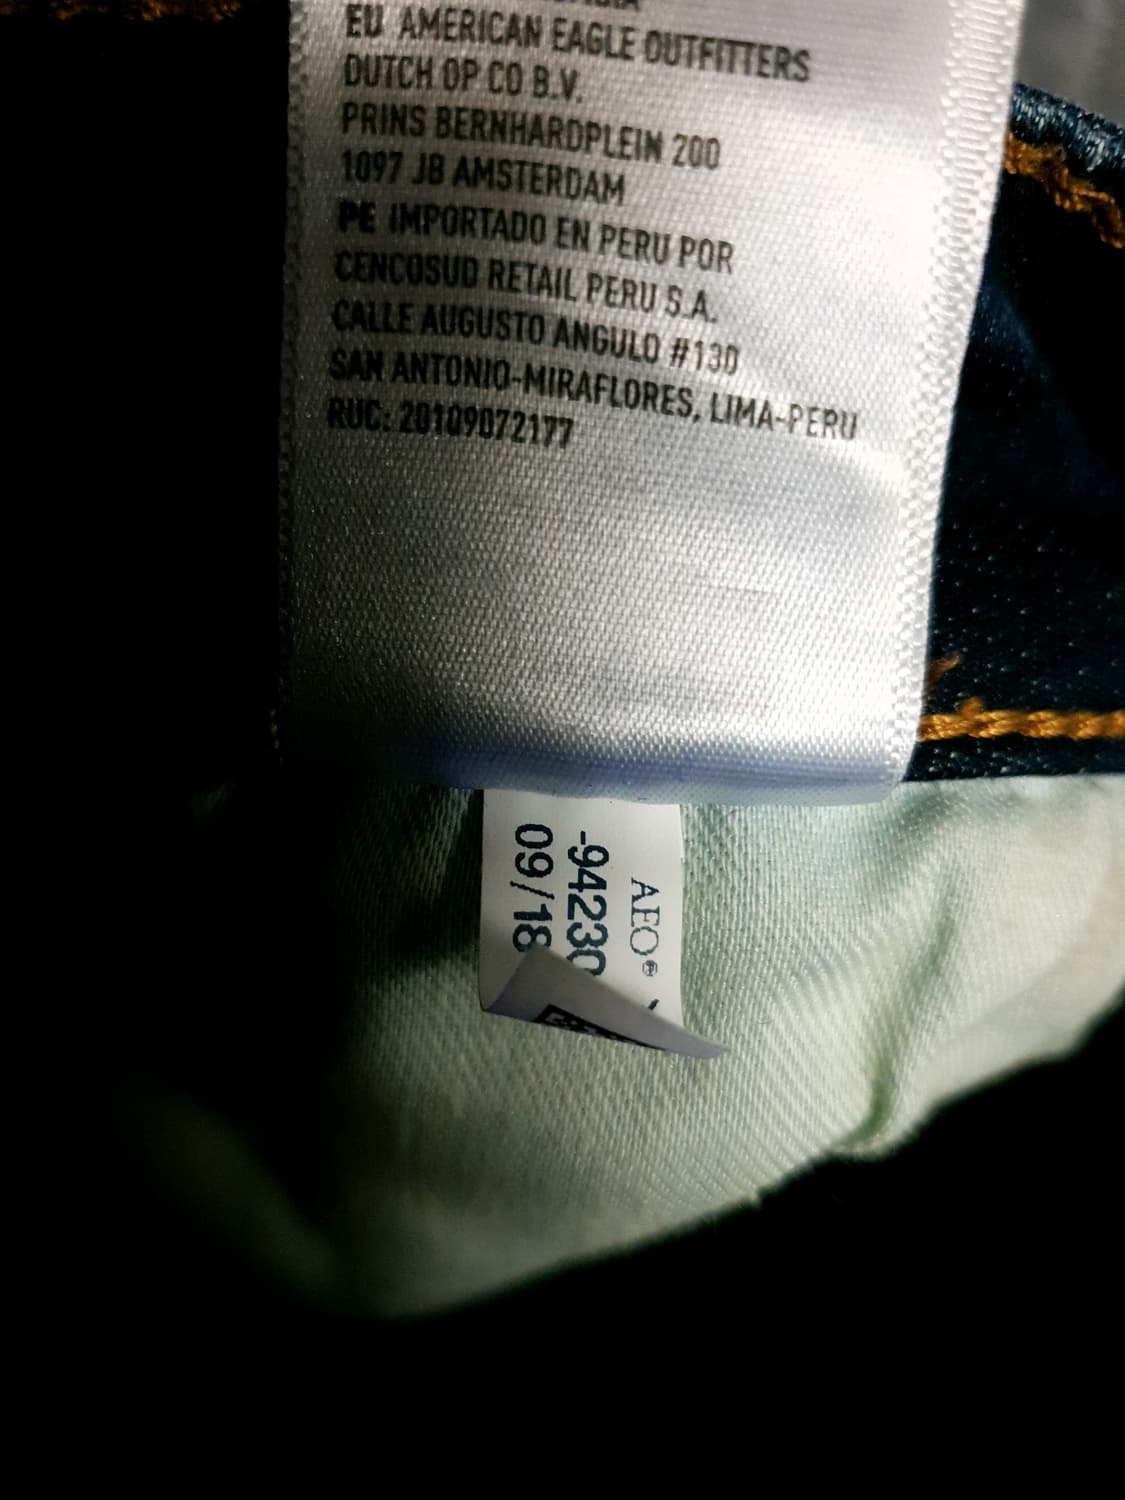 EU AMERICAN EAGLE OUTFITTERS
DUTCH OP CO B.V.
PRINS BERNHARDPLEIN 200
1097 JB AMSTERDAM
PE IMPORTADO EN PERU POR
CENCOSUD RETAIL PERU S.A.
CALLE AUGUSTO ANGULO #130
SAN ANTONIO-MIRAFLORES, LIMA-PERU
RUC: 20109072177
AEO®
-94230
09/18